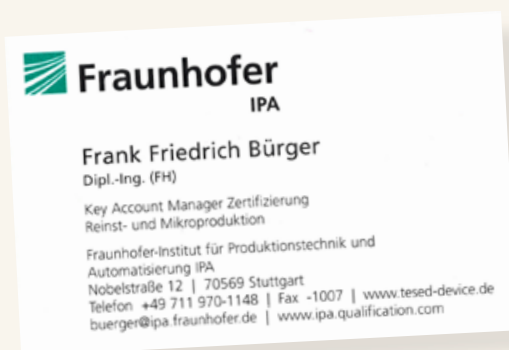 Fraunhofer
IPA
Frank Friedrich Bürger
Dipl.-Ing. (FH)
Key Account Manager Zertifizierung
Reinst- und Mikroproduktion
Fraunhofer-Institut für Produktionstechnik und
Automatisierung IPA
Nobelstraße 12 | 70569 Stuttgart
Telefon +49 711 970-1148 | Fax -1007 | www.tesed-device.de
buerger@ipa.fraunhofer.de | www.ipa.qualification.com